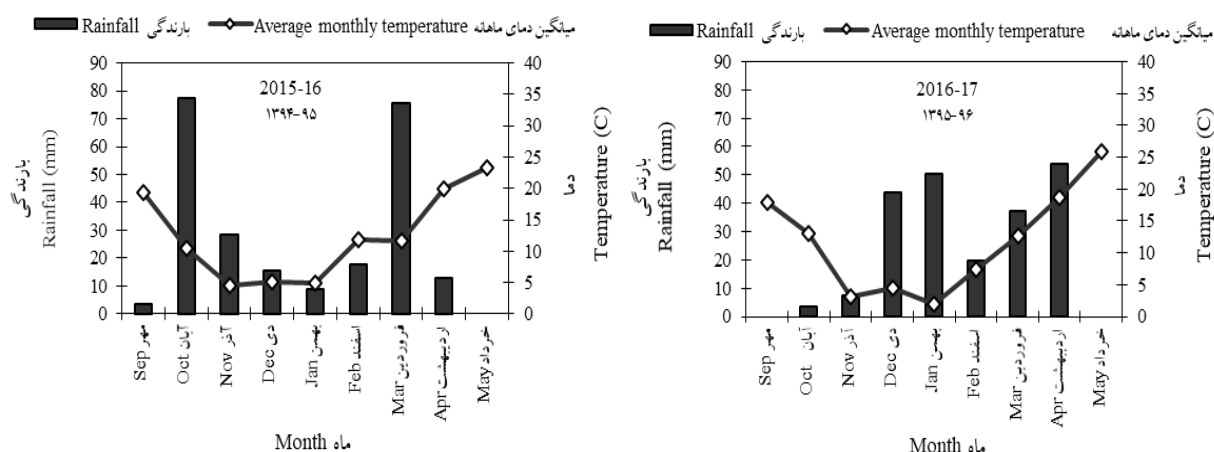 Rainfall بارندگی Average monthly temperature میانگین دمای ماهانه
2015-16
۱۳۹۴-۹۵
90
80
70
60
50
40
30
20
10
0
40
35
30
25
20
15
10
5
0
بارندگی
Rainfall (mm)
دما
Temperature (C)
مهر Sep
آبان Oct
آذر Nov
دی Dec
بهمن Jan
اسفند Feb
فروردین Mar
اردیبهشت Apr
خرداد May
Month ماه
Rainfall بارندگی Average monthly temperature میانگین دمای ماهانه
2016-17
۱۳۹۵-۹۶
90
80
70
60
50
40
30
20
10
0
40
35
30
25
20
15
10
5
0
بارندگی
Rainfall (mm)
دما
Temperature (C)
مهر Sep
آبان Oct
آذر Nov
دی Dec
بهمن Jan
اسفند Feb
فروردین Mar
اردیبهشت Apr
خرداد May
Month ماه